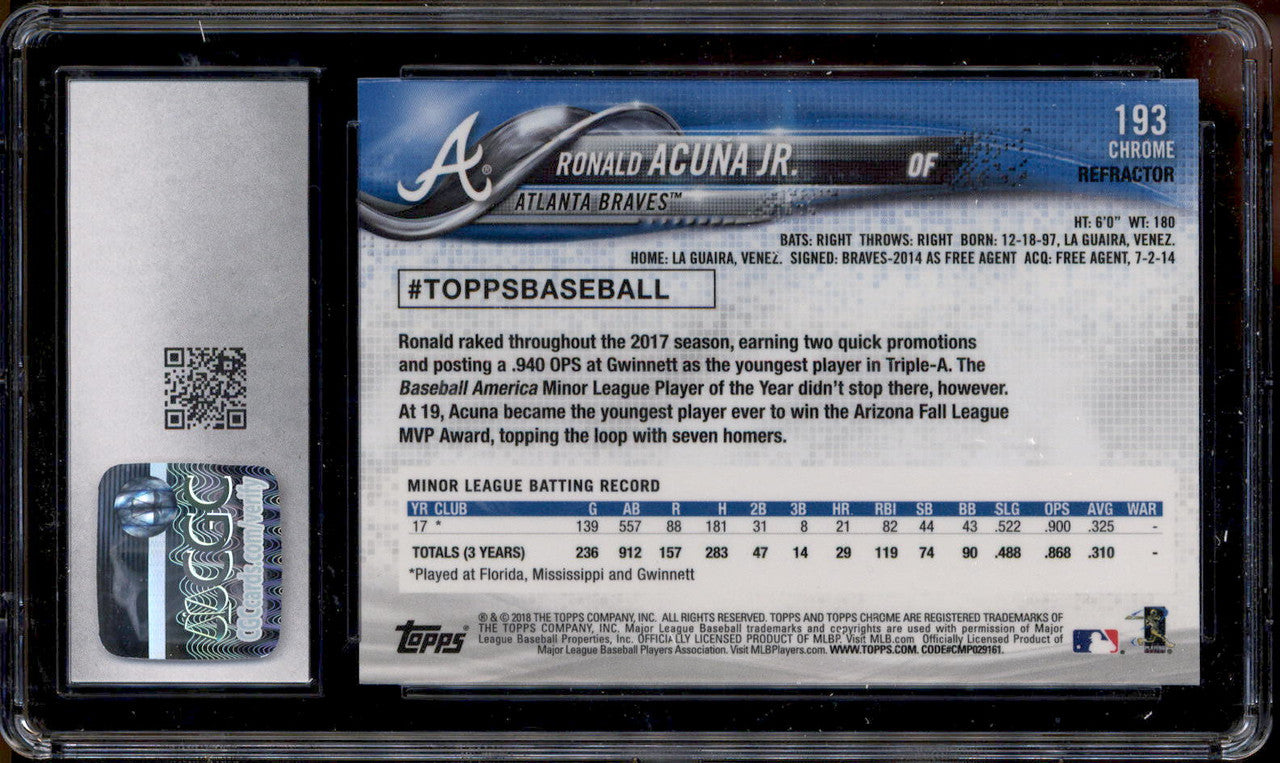 193
CHROME
REFRACTOR
RONALD ACUÑA JR. OF
ATLANTA BRAVES™
HT: 6'0" WT: 180
BATS: RIGHT THROWS: RIGHT BORN: 12-18-97, LA GUAIRA, VENEZ.
HOME: LA GUAIRA, VENEZ. SIGNED: BRAVES-2014 AS FREE AGENT ACQ: FREE AGENT, 7-2-14
#TOPPSBASEBALL
Ronald raked throughout the 2017 season, earning two quick promotions
and posting a .940 OPS at Gwinnett as the youngest player in Triple-A. The
Baseball America Minor League Player of the Year didn't stop there, however.
At 19, Acuna became the youngest player ever to win the Arizona Fall League
MVP Award, topping the loop with seven homers.
MINOR LEAGUE BATTING RECORD
YR CLUB G AB R H 2B 3B HR RBI SB BB SLG OPS AVG WAR
17 * 139 557 88 181 31 8 21 82 44 43 .522 .900 .325 -
TOTALS (3 YEARS) 236 912 157 283 47 14 29 119 74 90 .488 .868 .310 -
*Played at Florida, Mississippi and Gwinnett
® & © 2018 THE TOPPS COMPANY, INC. ALL RIGHTS RESERVED. TOPPS AND TOPPS CHROME ARE REGISTERED TRADEMARKS OF
THE TOPPS COMPANY, INC. Major League Baseball trademarks and copyrights are used with permission of Major
League Baseball Properties, Inc. OFFICIALLY LICENSED PRODUCT OF MLBP. Visit MLB.com Officially Licensed Product of
Major League Baseball Players Association. Visit MLBPlayers.com. WWW.TOPPS.COM. CODE#CMP029161.
Topps®
CGC
CGCcards.com/verify